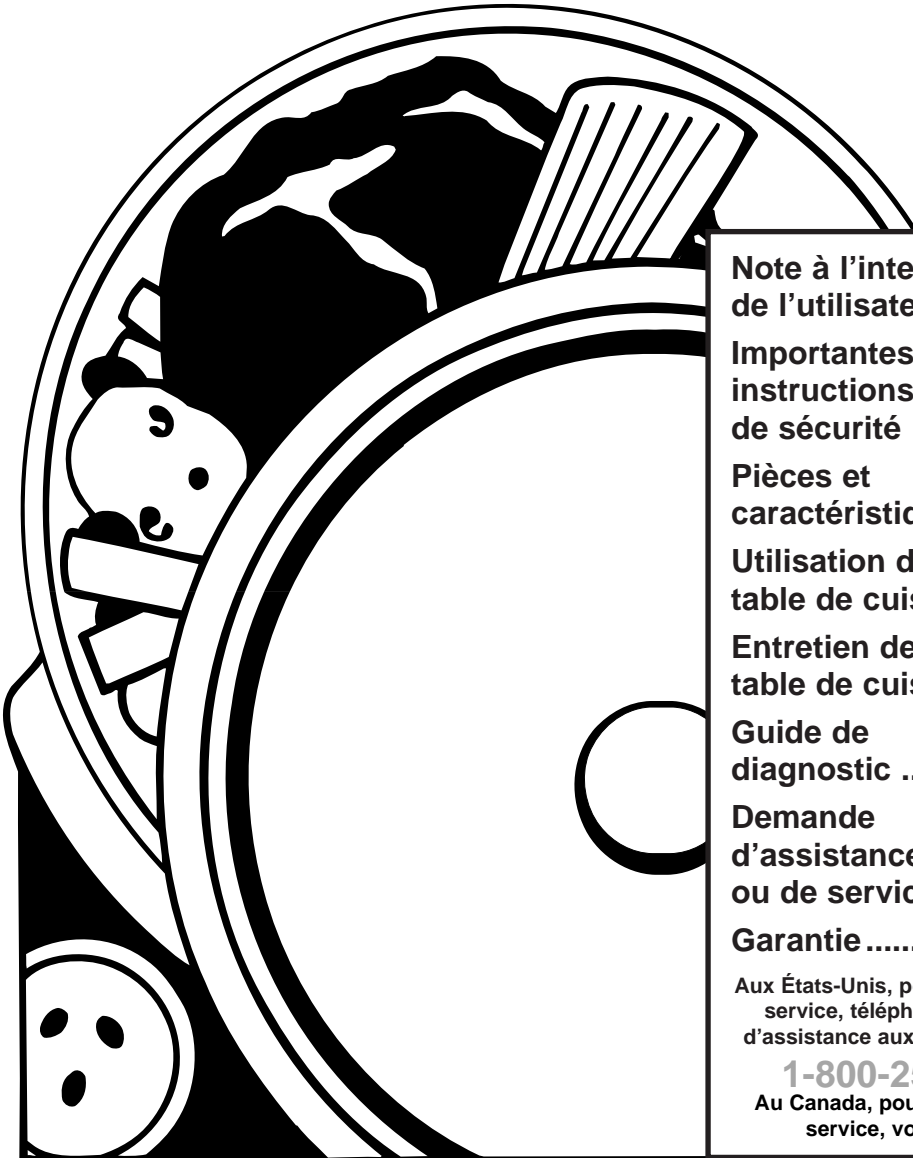 Note à l’inte
de l’utilisate
Importantes
instructions
de sécurité
Pièces et
caractéristiq
Utilisation d
table de cuis
Entretien de
table de cuis
Guide de
diagnostic ..
Demande
d’assistance
ou de servic
Garantie......
Aux États-Unis, p
service, téléph
d’assistance aux
1-800-25
Au Canada, pou
service, vo